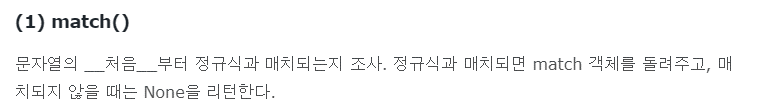 (1) match()
문자열의 __처음__부터 정규식과 매치되는지 조사. 정규식과 매치되면 match 객체를 돌려주고, 매
치되지 않을 때는 None을 리턴한다.